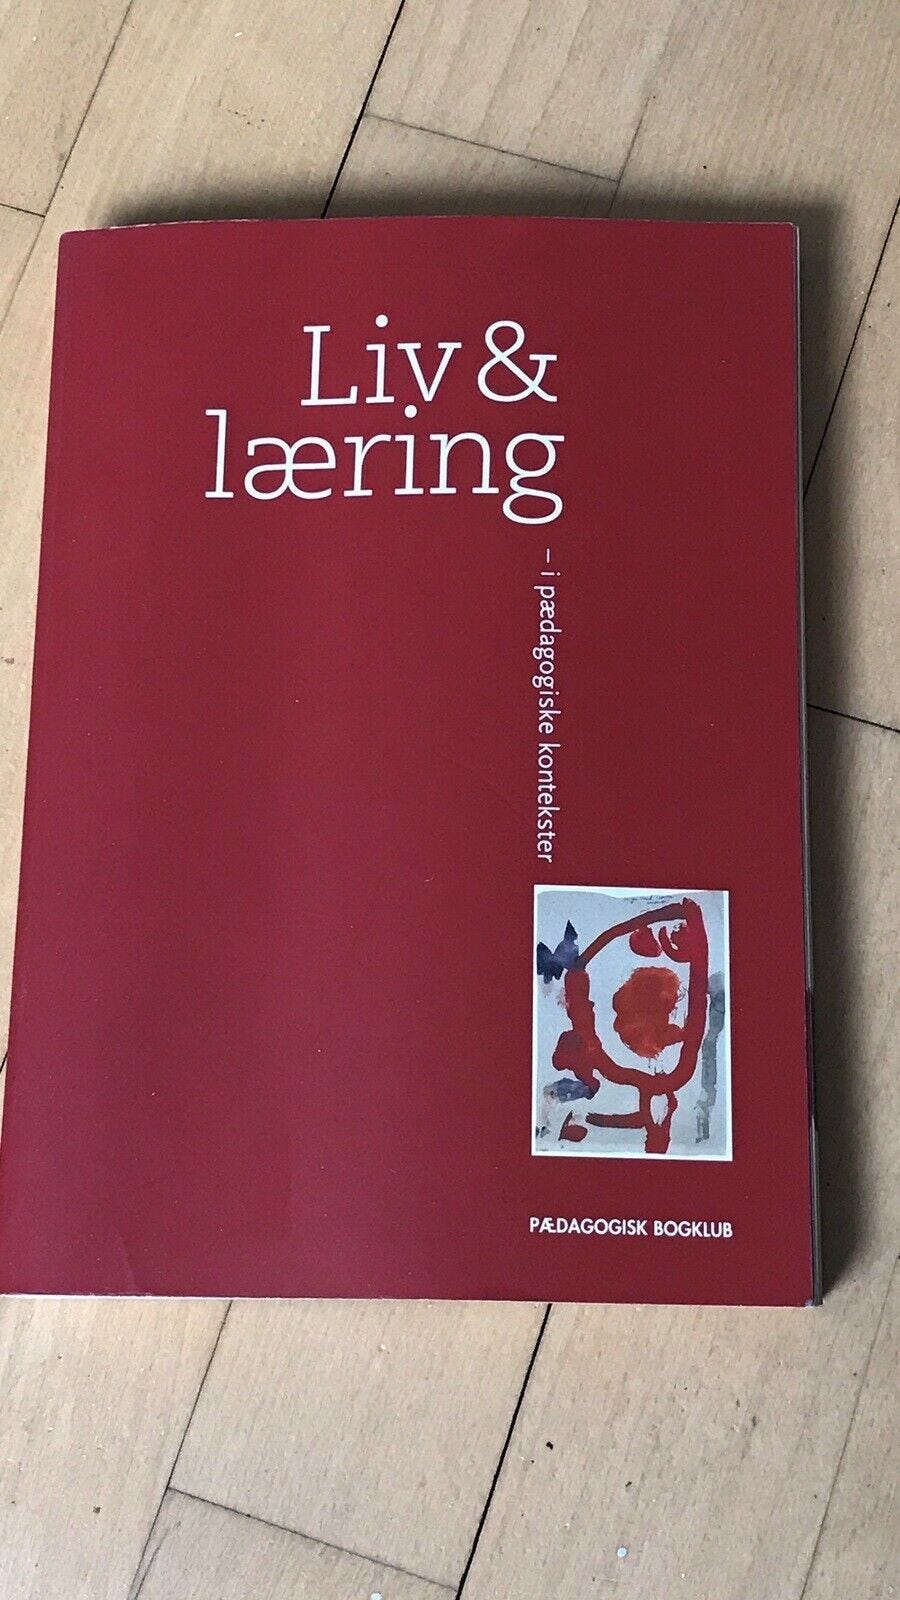 Liv &
læring
– i pædagogiske kontekster
PÆDAGOGISK BOGKLUB